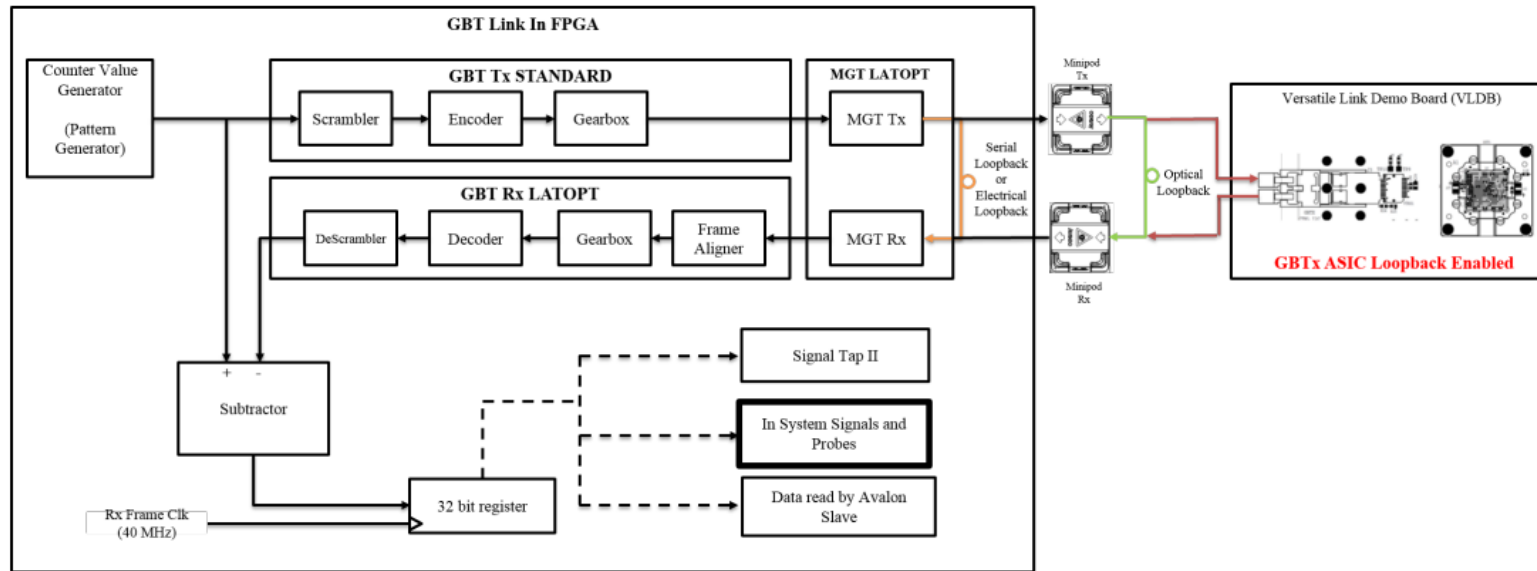 GBT Link In FPGA
Counter Value
Generator
(Pattern
Generator)
GBT Tx STANDARD
Scrambler
Encoder
Gearbox
MGT LATOPT
MGT Tx
Minipod
Tx
Versatile Link Demo Board (VLDB)
Serial
Loopback
or
Electrical
Loopback
Optical
Loopback
GBT Rx LATOPT
DeScrambler
Decoder
Gearbox
Frame
Aligner
MGT Rx
Minipod
Rx
GBTx ASIC Loopback Enabled
+ -
Subtractor
Signal Tap II
In System Signals and
Probes
32 bit register
Data read by Avalon
Slave
Rx Frame Clk
(40 MHz)